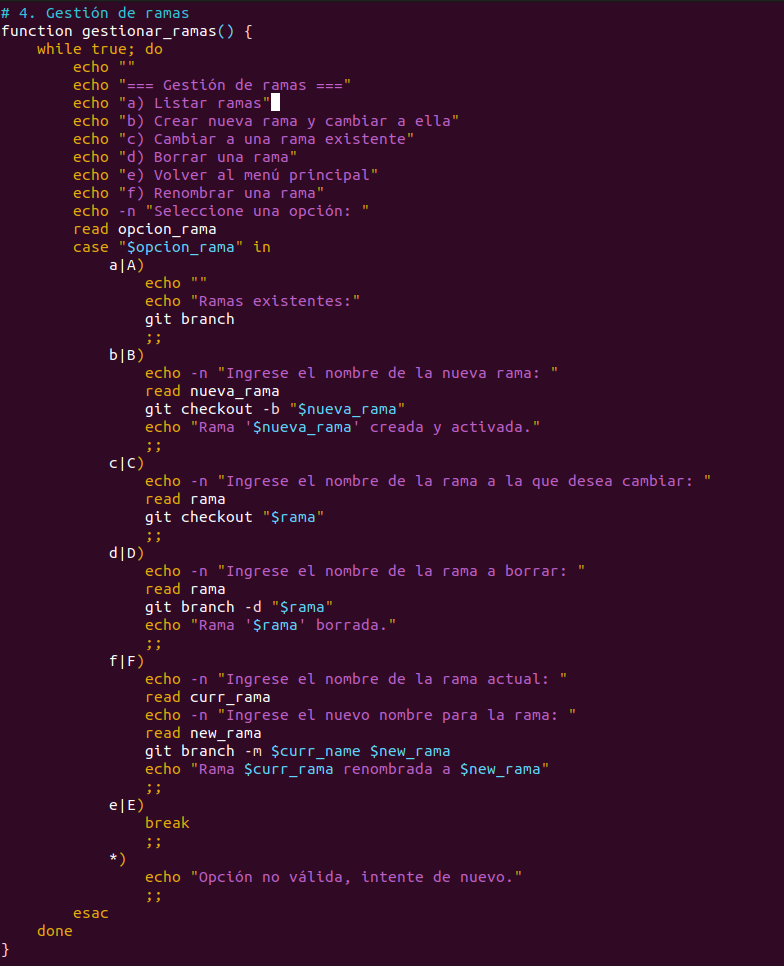 # 4. Gestión de ramas
function gestionar_ramas() {
    while true; do
        echo ""
        echo "=== Gestión de ramas ==="
        echo "a) Listar ramas"
        echo "b) Crear nueva rama y cambiar a ella"
        echo "c) Cambiar a una rama existente"
        echo "d) Borrar una rama"
        echo "e) Volver al menú principal"
        echo "f) Renombrar una rama"
        echo -n "Seleccione una opción: "
        read opcion_rama
        case "$opcion_rama" in
            a|A)
                echo ""
                echo "Ramas existentes:"
                git branch
                ;;
            b|B)
                echo -n "Ingrese el nombre de la nueva rama: "
                read nueva_rama
                git checkout -b "$nueva_rama"
                echo "Rama '$nueva_rama' creada y activada."
                ;;
            c|C)
                echo -n "Ingrese el nombre de la rama a la que desea cambiar: "
                read rama
                git checkout "$rama"
                ;;
            d|D)
                echo -n "Ingrese el nombre de la rama a borrar: "
                read rama
                git branch -d "$rama"
                echo "Rama '$rama' borrada."
                ;;
            f|F)
                echo -n "Ingrese el nombre de la rama actual: "
                read curr_rama
                echo -n "Ingrese el nuevo nombre para la rama: "
                read new_rama
                git branch -m $curr_name $new_rama
                echo "Rama $curr_rama renombrada a $new_rama"
                ;;
            e|E)
                break
                ;;
            *)
                echo "Opción no válida, intente de nuevo."
                ;;
        esac
    done
}